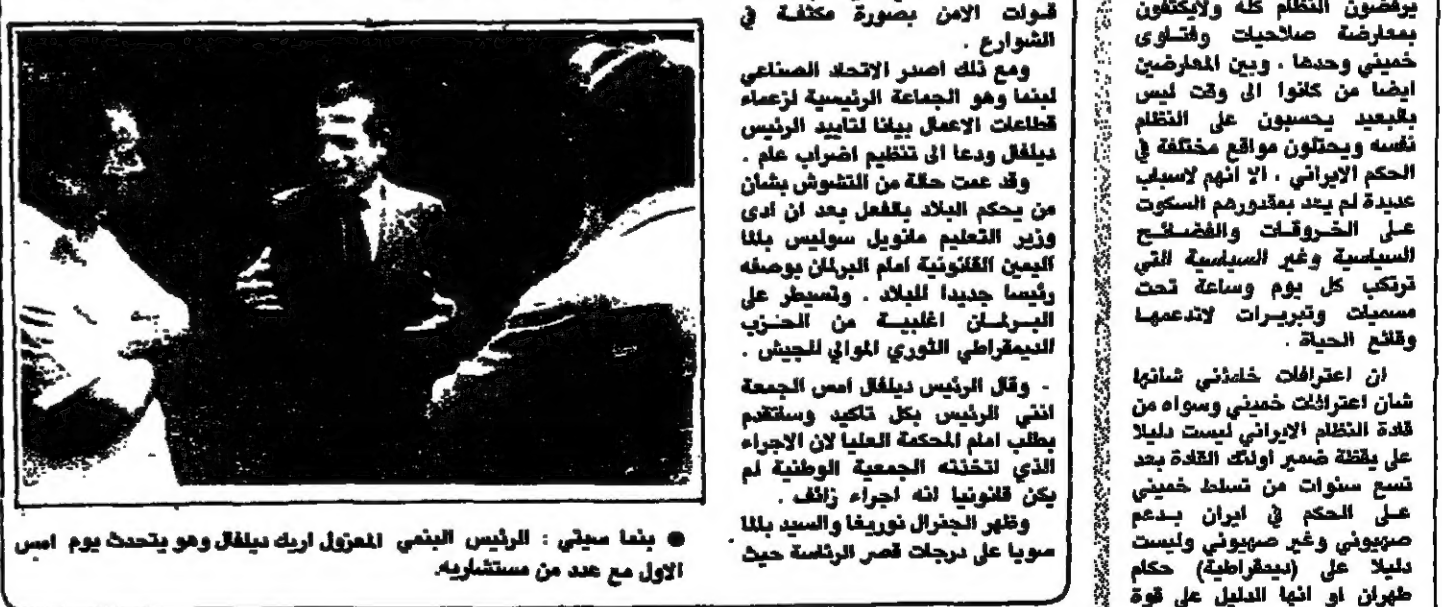 يرفضون النظام كله ولايكتفون
بمعارضة صلاحيات وفتاوى
خميني وحدها . وبين المعارضين
ايضا من كانوا الى وقت ليس
بالبعيد يحسبون على النظام
نفسه ويحتلون مواقع مختلفة في
الحكم الايراني . الا انهم لاسباب
عديدة لم يعد بمقدورهم السكوت
على الخروقات والفضائح
السياسية وغير السياسية التي
ترتكب كل يوم وساعة تحت
مسميات وتبريرات لاتدعمها
وقائع الحياة .
ان اعترافات خامنئي شانها
شان اعترافات خميني وسواه من
قادة النظام الايراني ليست دليلا
على يقظة ضمير اولئك القادة بعد
تسع سنوات من تسلط خميني
على الحكم في ايران بدعم
صهيوني وغير صهيوني وليست
دليلا على (ديمقراطية) حكام
طهران او انها الدليل على قوة
قوات الامن بصورة مكثفة في
الشوارع .
ومع ذلك اصدر الاتحاد الصناعي
لبنما وهو الجماعة الرئيسية لزعماء
قطاعات الاعمال بيانا لتاييد الرئيس
ديلفال ودعا الى تنظيم اضراب عام .
وقد عمت حالة من التشوش بشان
من يحكم البلاد بالفعل بعد ان ادى
وزير التعليم مانويل سوليس بالما
اليمين القانونية امام البرلمان بوصفه
رئيسا جديدا للبلاد . وتسيطر على
البرلمان اغلبية من الحزب
الديمقراطي الثوري الموالي للجيش .
- وقال الرئيس ديلفال امس الجمعة
انني الرئيس بكل تاكيد وساتقدم
بطلب امام المحكمة العليا لان الاجراء
الذي اتخذته الجمعية الوطنية لم
يكن قانونيا انه اجراء زائف .
وظهر الجنرال نوريغا والسيد بالما
سويا على درجات قصر الرئاسة حيث
● بنما سيتي : الرئيس البنمي المعزول اريك ديلفال وهو يتحدث يوم امس
الاول مع عدد من مستشاريه.